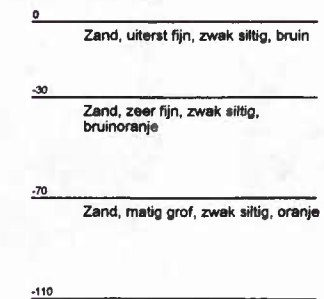 0
Zand, uiterst fijn, zwak siltig, bruin
-30
Zand, zeer fijn, zwak siltig,
bruinoranje
-70
Zand, matig grof, zwak siltig, oranje
-110